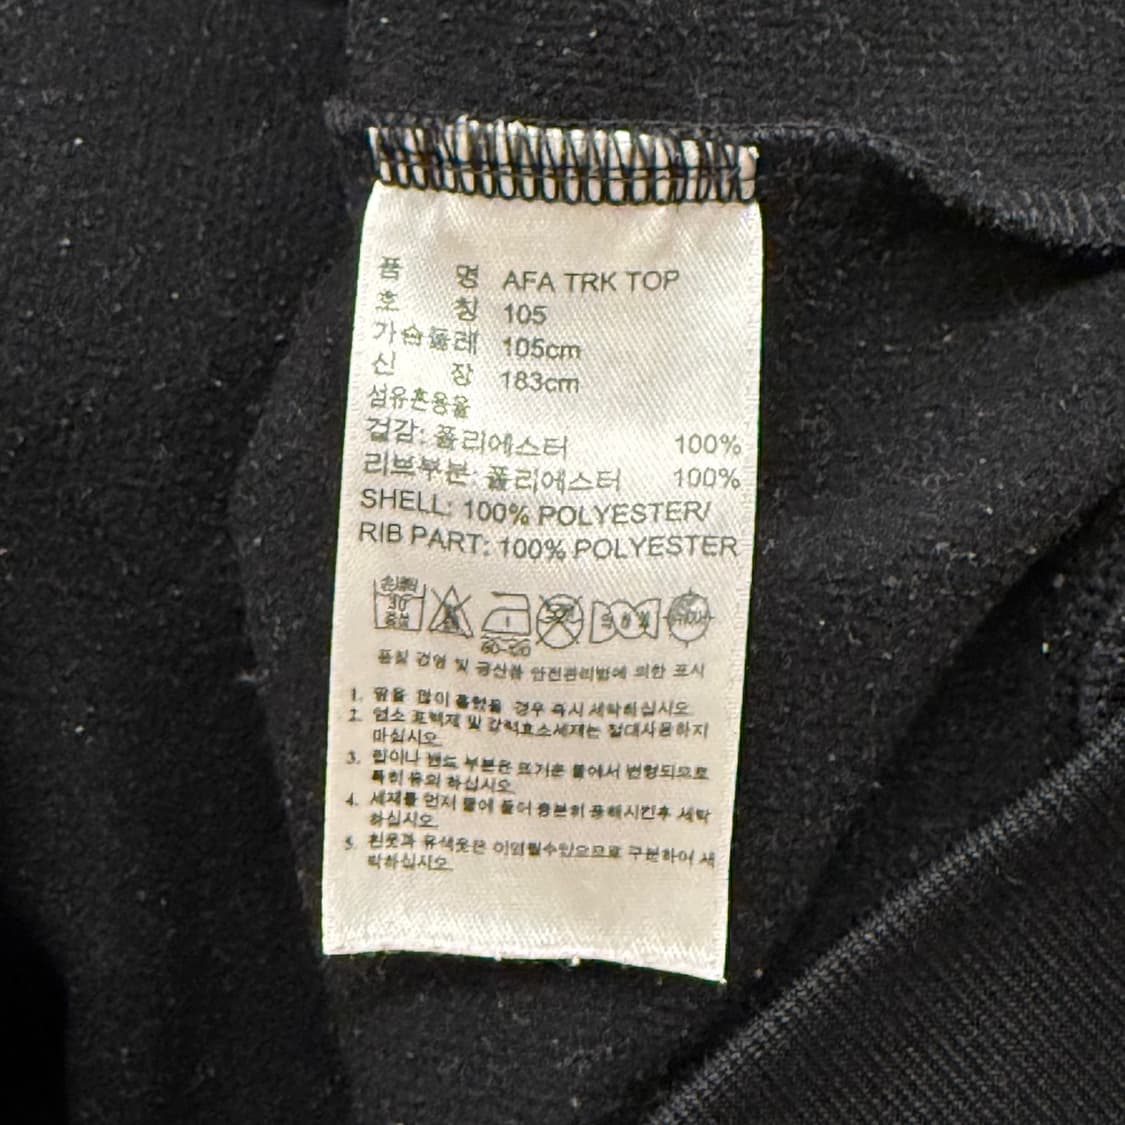 품 명 AFA TRK TOP
호 칭 105
가슴둘레 105cm
신 장 183cm
섬유혼용율
겉감: 폴리에스터 100%
리브부분: 폴리에스터 100%
SHELL: 100% POLYESTER/
RIB PART: 100% POLYESTER
손세탁
30
중성
60-120
품질 경영 및 공산품 안전관리법에 의한 표시
1. 땀을 많이 흘렸을 경우 즉시 세탁하십시오.
2. 염소 표백제 및 강력효소세제는 절대사용하지
마십시오.
3. 립이나 밴드 부분은 뜨거운 물에서 변형되므로
특히 유의 하십시오.
4. 세제를 먼저 물에 풀어 충분히 용해시킨후 세탁
하십시오.
5. 흰옷과 유색옷은 이염될수있으므로 구분하여 세
탁하십시오.